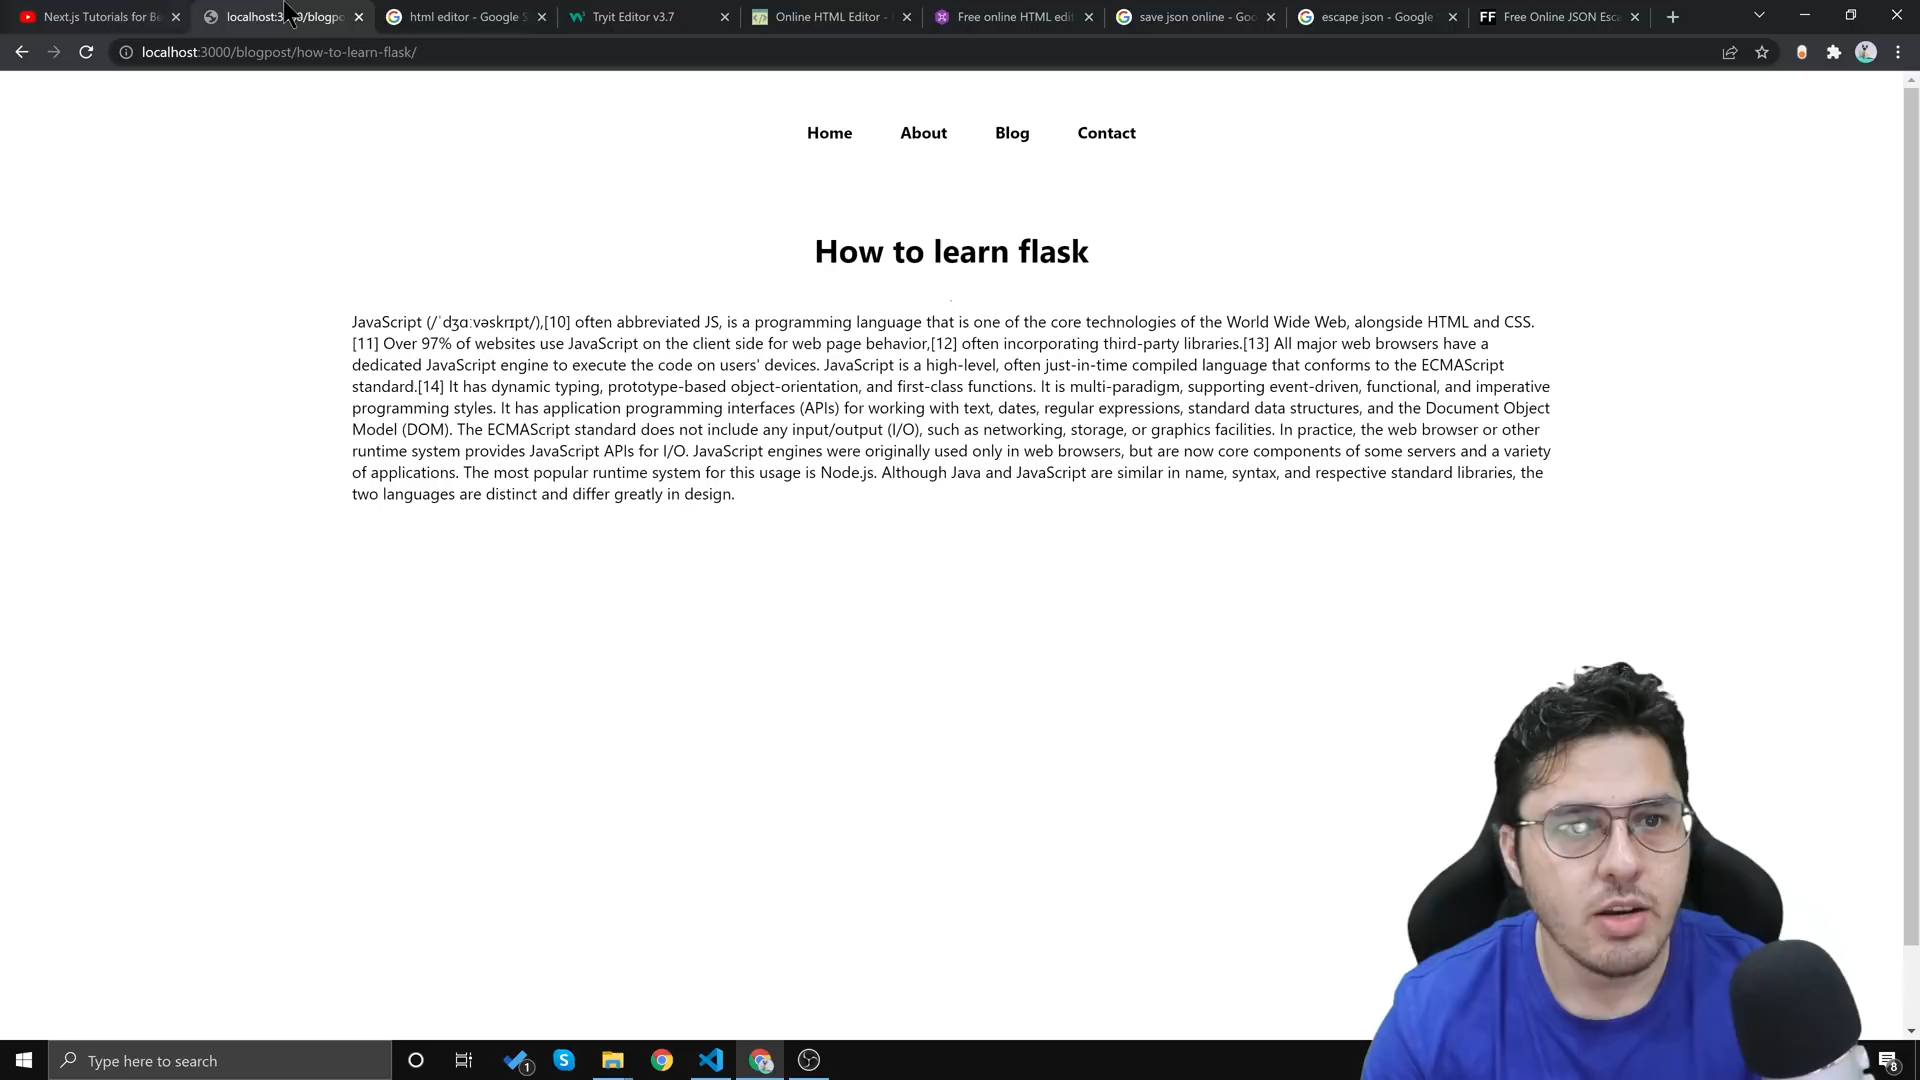 Next.js Tutorials for Be
localhost:3000/blogpo
html editor - Google S
Tryit Editor v3.7
Online HTML Editor -
Free online HTML edi
save json online - Goo
escape json - Google
FF
Free Online JSON Esca
localhost:3000/blogpost/how-to-learn-flask/
Home
About
Blog
Contact
How to learn flask
JavaScript (/ˈdʒɑːvəskrɪpt/),[10] often abbreviated JS, is a programming language that is one of the core technologies of the World Wide Web, alongside HTML and CSS.
[11] Over 97% of websites use JavaScript on the client side for web page behavior,[12] often incorporating third-party libraries.[13] All major web browsers have a
dedicated JavaScript engine to execute the code on users' devices. JavaScript is a high-level, often just-in-time compiled language that conforms to the ECMAScript
standard.[14] It has dynamic typing, prototype-based object-orientation, and first-class functions. It is multi-paradigm, supporting event-driven, functional, and imperative
programming styles. It has application programming interfaces (APIs) for working with text, dates, regular expressions, standard data structures, and the Document Object
Model (DOM). The ECMAScript standard does not include any input/output (I/O), such as networking, storage, or graphics facilities. In practice, the web browser or other
runtime system provides JavaScript APIs for I/O. JavaScript engines were originally used only in web browsers, but are now core components of some servers and a variety
of applications. The most popular runtime system for this usage is Node.js. Although Java and JavaScript are similar in name, syntax, and respective standard libraries, the
two languages are distinct and differ greatly in design.
Type here to search
1
8